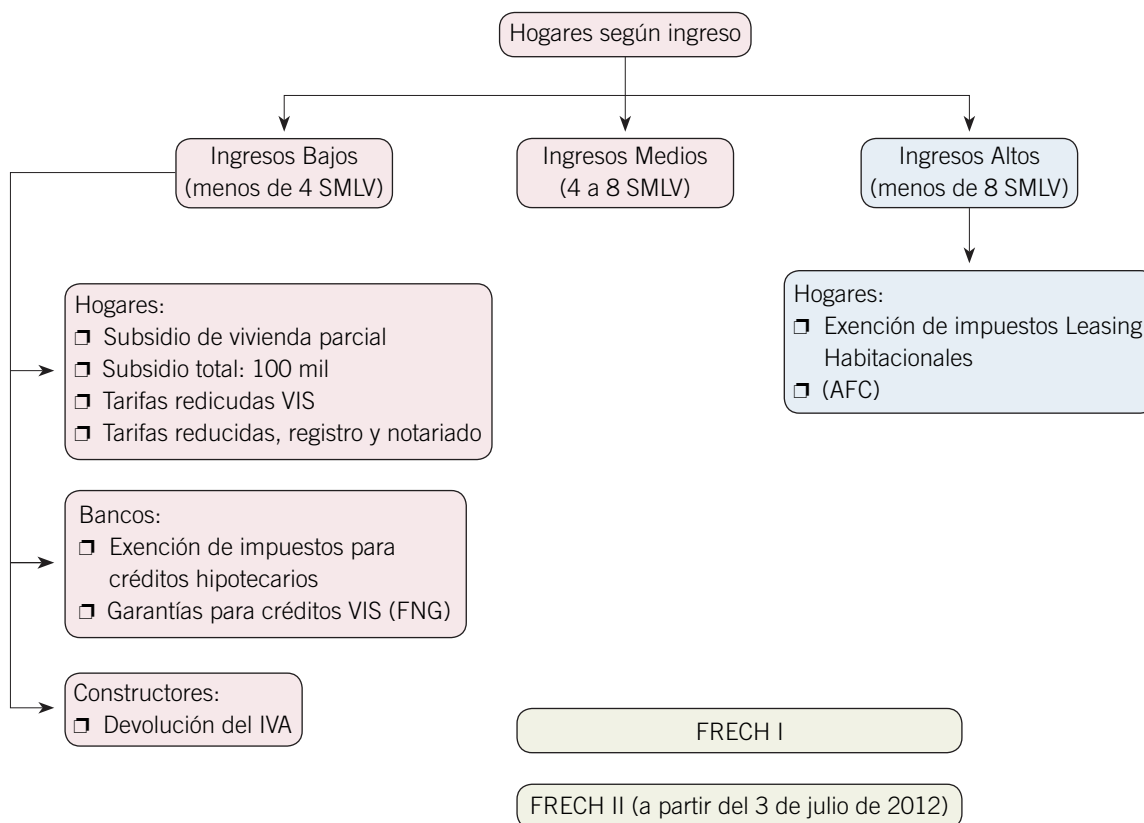 Hogares según ingreso
Ingresos Bajos
(menos de 4 SMLV)
Ingresos Medios
(4 a 8 SMLV)
Ingresos Altos
(menos de 8 SMLV)
Hogares:
❐ Subsidio de vivienda parcial
❐ Subsidio total: 100 mil
❐ Tarifas redicudas VIS
❐ Tarifas reducidas, registro y notariado
Hogares:
❐ Exención de impuestos Leasing
Habitacionales
❐ (AFC)
Bancos:
❐ Exención de impuestos para
créditos hipotecarios
❐ Garantías para créditos VIS (FNG)
Constructores:
❐ Devolución del IVA
FRECH I
FRECH II (a partir del 3 de julio de 2012)